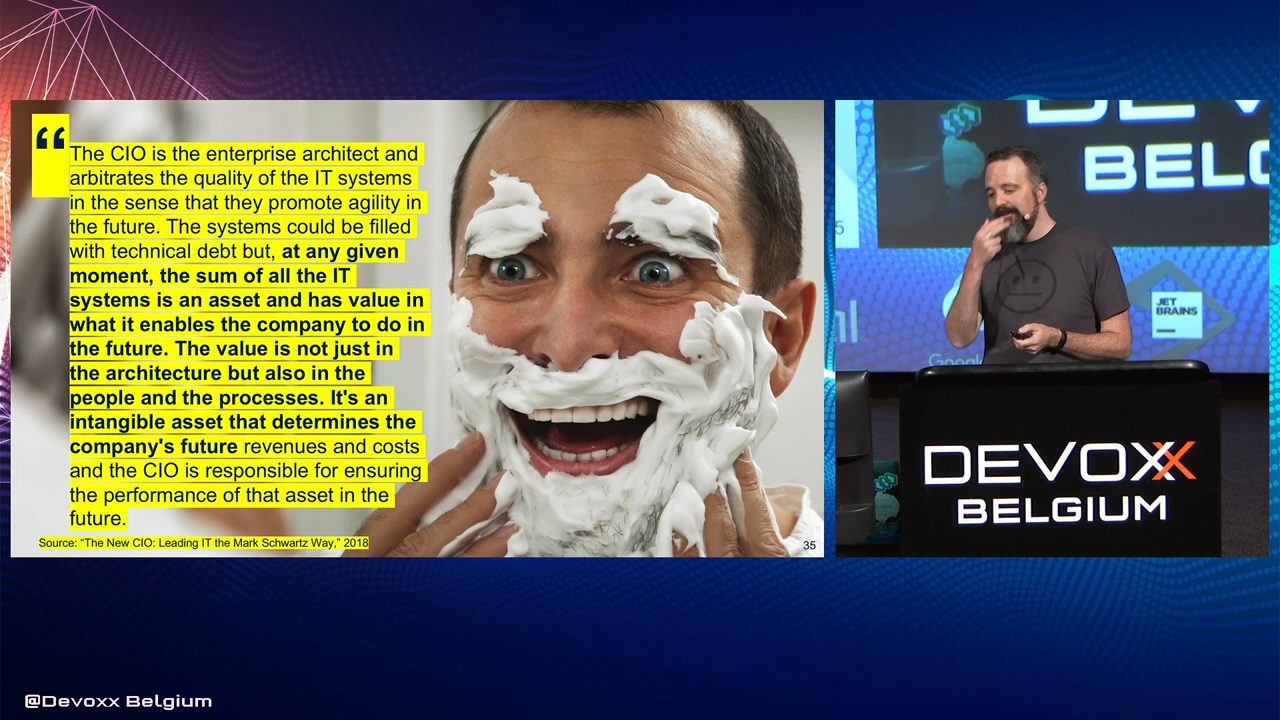 “
The CIO is the enterprise architect and
arbitrates the quality of the IT systems
in the sense that they promote agility in
the future. The systems could be filled
with technical debt but, at any given
moment, the sum of all the IT
systems is an asset and has value in
what it enables the company to do in
the future. The value is not just in
the architecture but also in the
people and the processes. It's an
intangible asset that determines the
company's future revenues and costs
and the CIO is responsible for ensuring
the performance of that asset in the
future.
Source: “The New CIO: Leading IT the Mark Schwartz Way,” 2018
35
BELG
5
JET
BRAINS
Google
DEVOXX
BELGIUM
@Devoxx Belgium